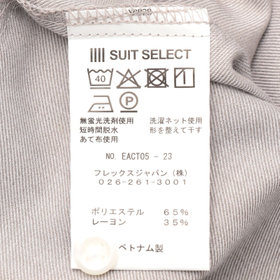 SUIT SELECT
40
P
無蛍光洗剤使用 洗濯ネット使用
短時間脱水 形を整えて干す
あて布使用
NO. EACT05 - 23
フレックスジャパン(株)
026-261-3001
ポリエステル 65%
レーヨン 35%
ベトナム製